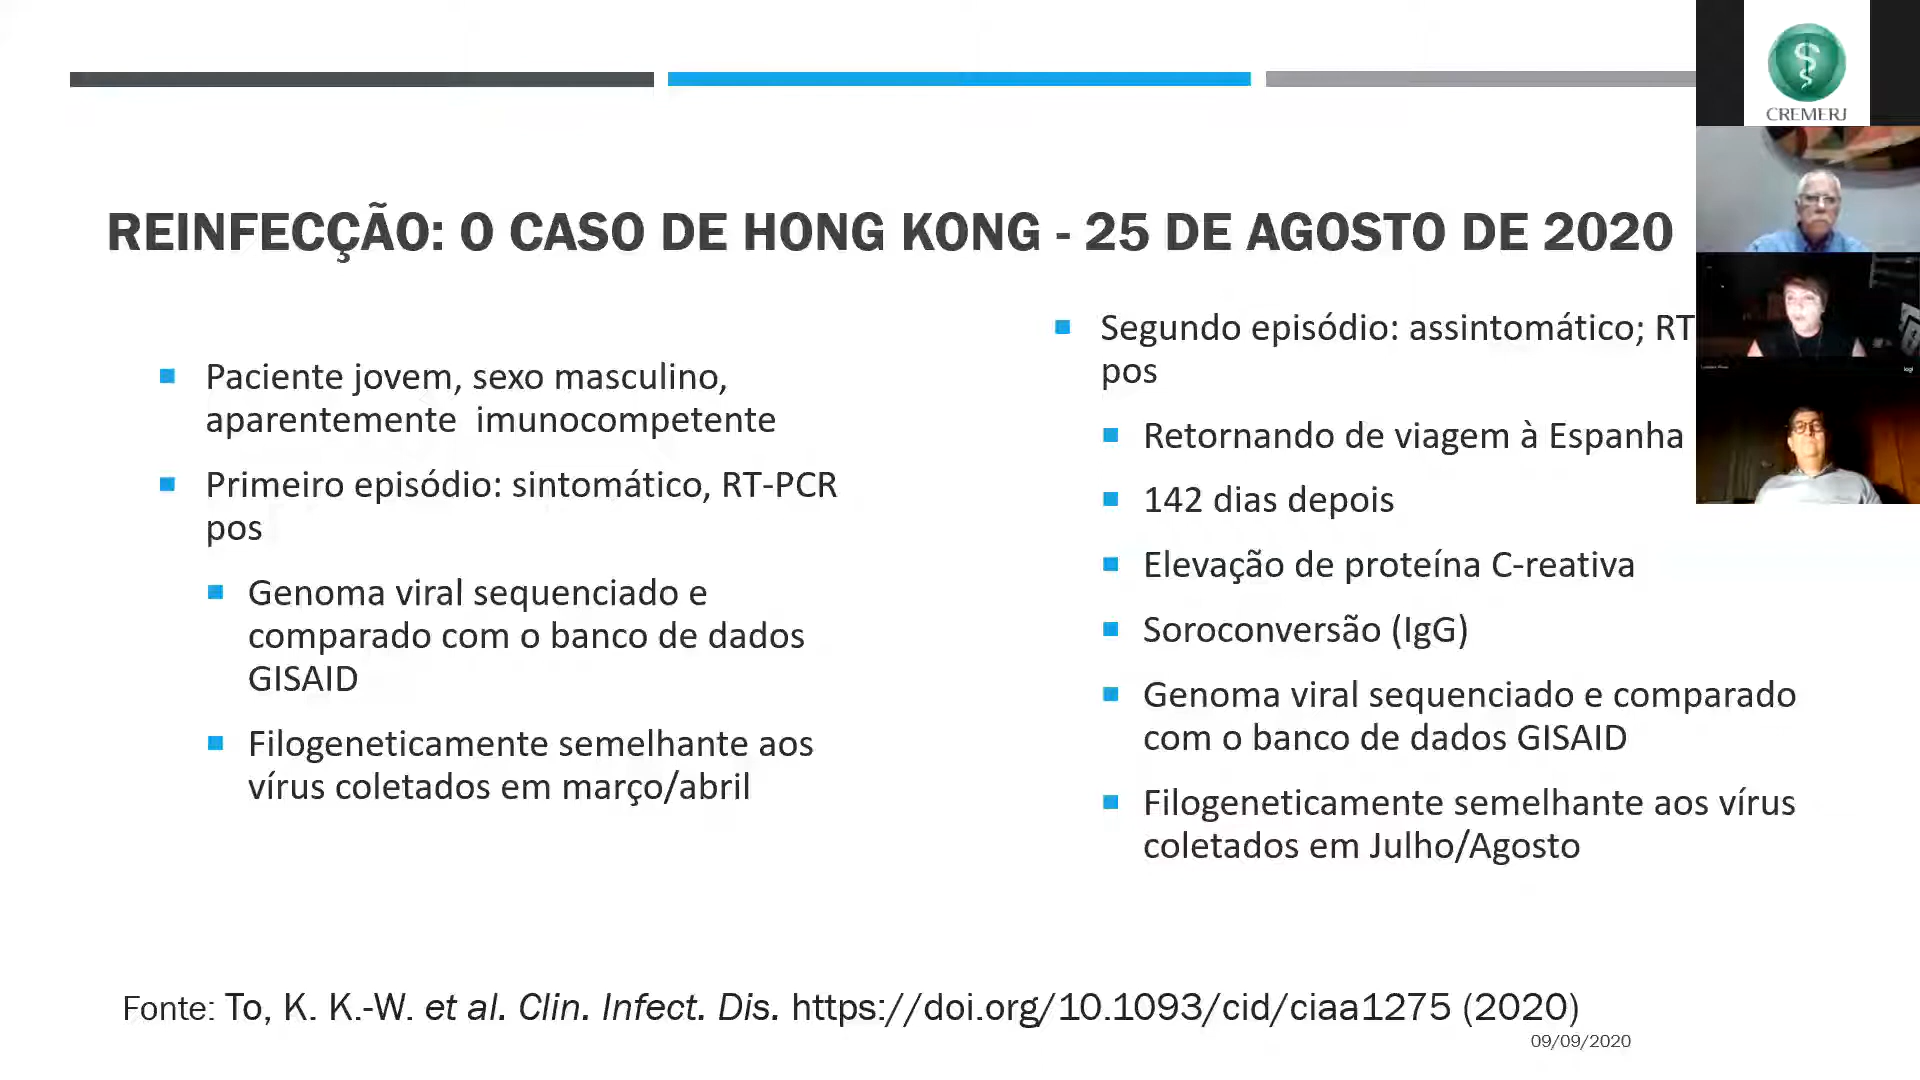 CREMERJ
REINFECÇÃO: O CASO DE HONG KONG - 25 DE AGOSTO DE 2020
Paciente jovem, sexo masculino,
aparentemente imunocompetente
Primeiro episódio: sintomático, RT-PCR
pos
Genoma viral sequenciado e
comparado com o banco de dados
GISAID
Filogeneticamente semelhante aos
vírus coletados em março/abril
Segundo episódio: assintomático; RT
pos
Retornando de viagem à Espanha
142 dias depois
Elevação de proteína C-reativa
Soroconversão (IgG)
Genoma viral sequenciado e comparado
com o banco de dados GISAID
Filogeneticamente semelhante aos vírus
coletados em Julho/Agosto
Fonte: To, K. K.-W. et al. Clin. Infect. Dis. https://doi.org/10.1093/cid/ciaa1275 (2020)
09/09/2020